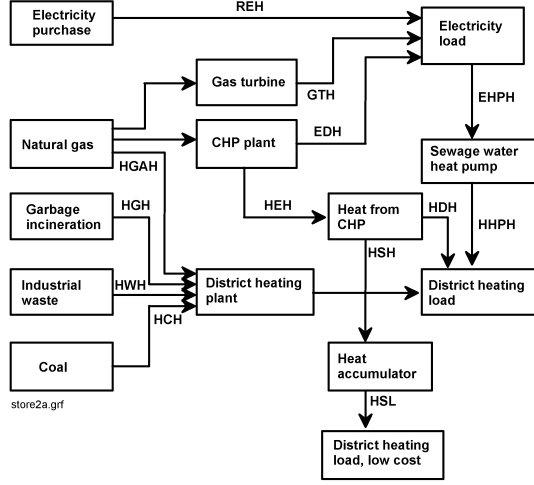 REH
Electricity
purchase
Electricity
load
Gas turbine
GTH
EHPH
Natural gas
CHP plant
EDH
Sewage water
heat pump
HGAH
Garbage
incineration
HGH
HEH
Heat from
CHP
HDH
HHPH
HSH
Industrial
waste
HWH
District heating
plant
District heating
load
HCH
Coal
Heat
accumulator
store2a.grf
HSL
District heating
load, low cost